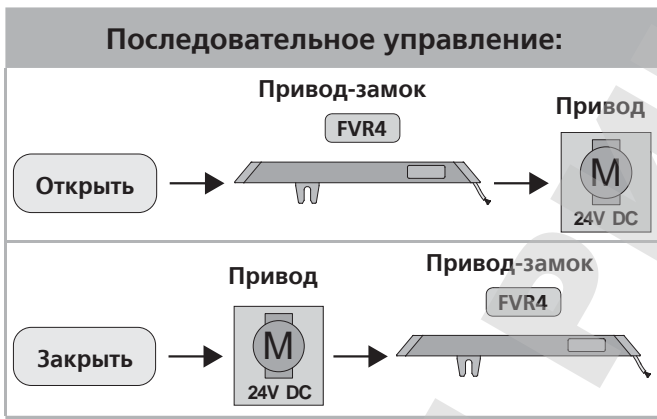 Последовательное управление:
Привод-замок
Привод
FVR4
Открыть
M
24V DC
Привод-замок
Привод
FVR4
Закрыть
M
24V DC